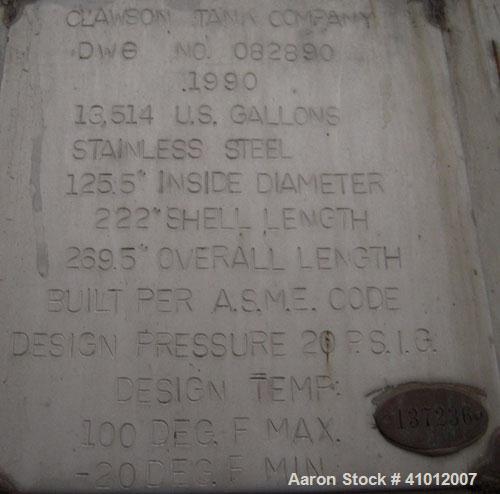 CLAWSON TANK COMPANY
DWG NO. 082890
1990
13,514 U.S. GALLONS
STAINLESS STEEL
125.5" INSIDE DIAMETER
222" SHELL LENGTH
269.5" OVERALL LENGTH
BUILT PER A.S.M.E. CODE
DESIGN PRESSURE 20 P.S.I.G.
DESIGN TEMP:
100 DEG. F MAX.
-20 DEG. F MIN.
Aaron Stock # 41012007